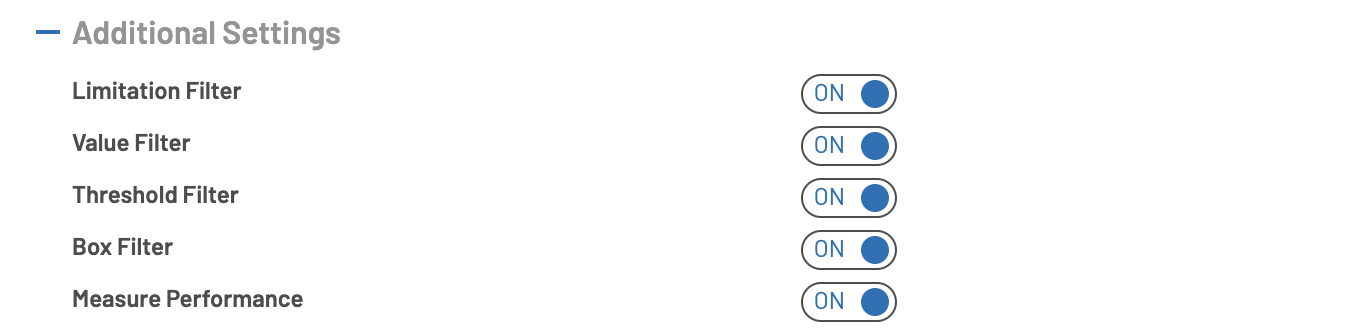 Additional Settings
Limitation Filter ON
Value Filter ON
Threshold Filter ON
Box Filter ON
Measure Performance ON